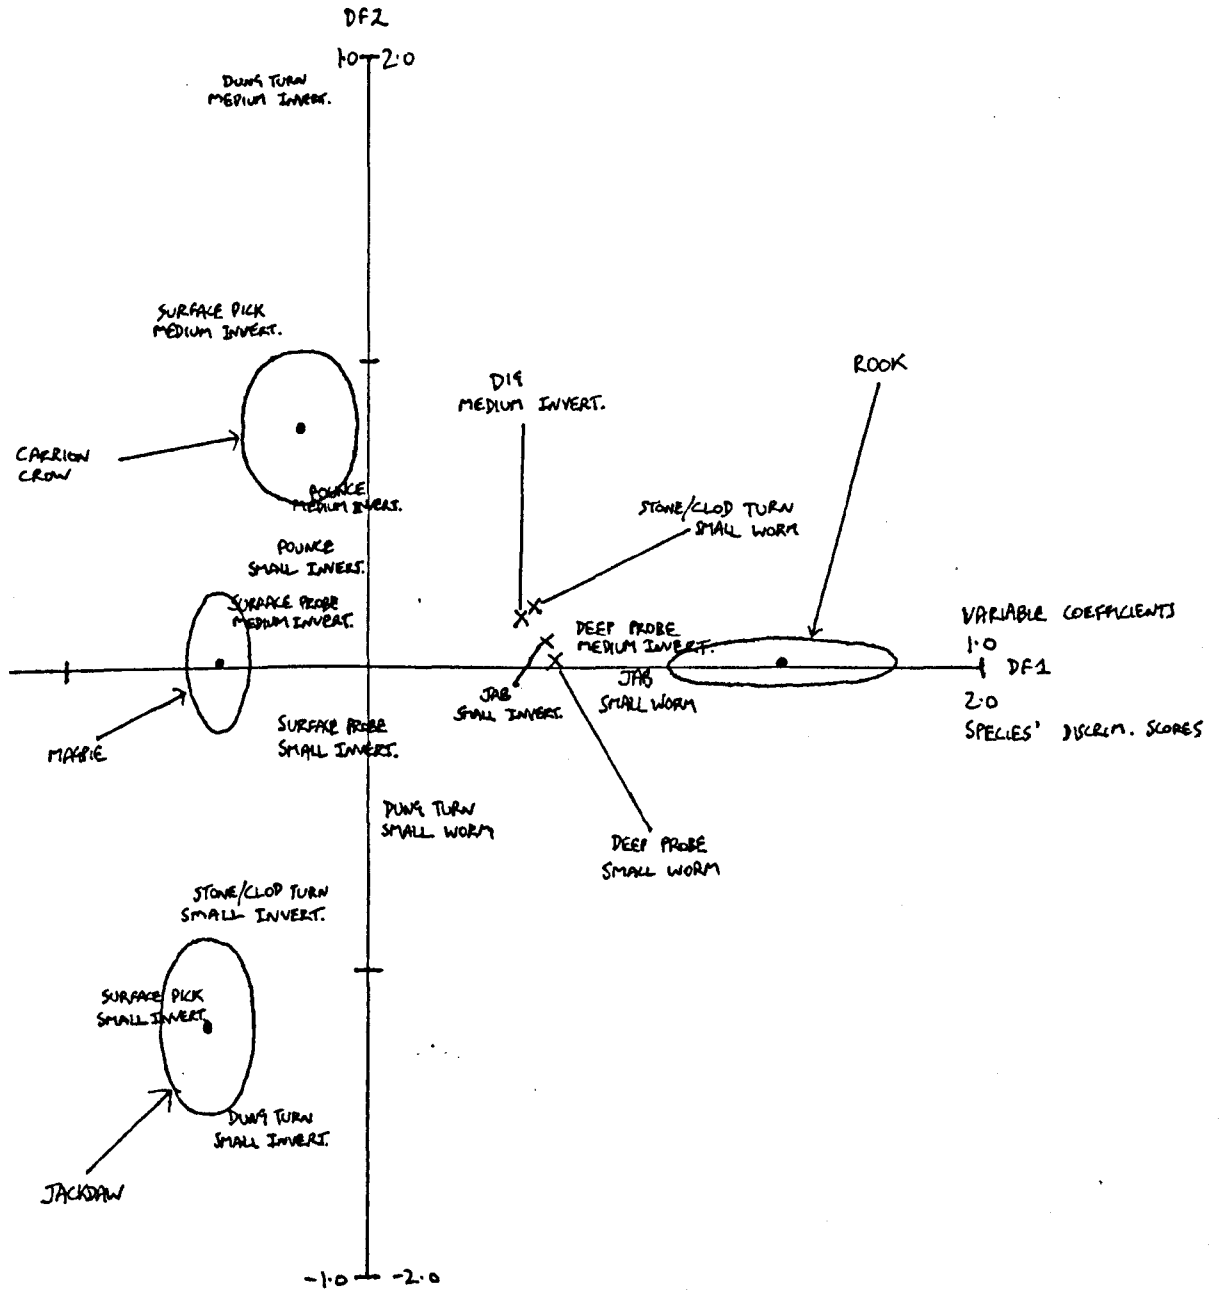 DF2
1.0 2.0
DUNG TURN
MEDIUM INVERT.
SURFACE PICK
MEDIUM INVERT.
ROOK
DIG
MEDIUM INVERT.
CARRION
CROW
POUNCE
MEDIUM INVERT.
STONE/CLOD TURN
SMALL WORM
POUNCE
SMALL INVERT.
SURFACE PROBE
MEDIUM INVERT.
VARIABLE COEFFICIENTS
DEEP PROBE
MEDIUM INVERT.
1.0
DF1
JAB
SMALL WORM
JAB
SMALL INVERT.
2.0
SPECIES' DISCRIM. SCORES
SURFACE PROBE
SMALL INVERT.
MAGPIE
DUNG TURN
SMALL WORM
DEEP PROBE
SMALL WORM
STONE/CLOD TURN
SMALL INVERT.
SURFACE PICK
SMALL INVERT.
DUNG TURN
SMALL INVERT.
JACKDAW
-1.0 -2.0